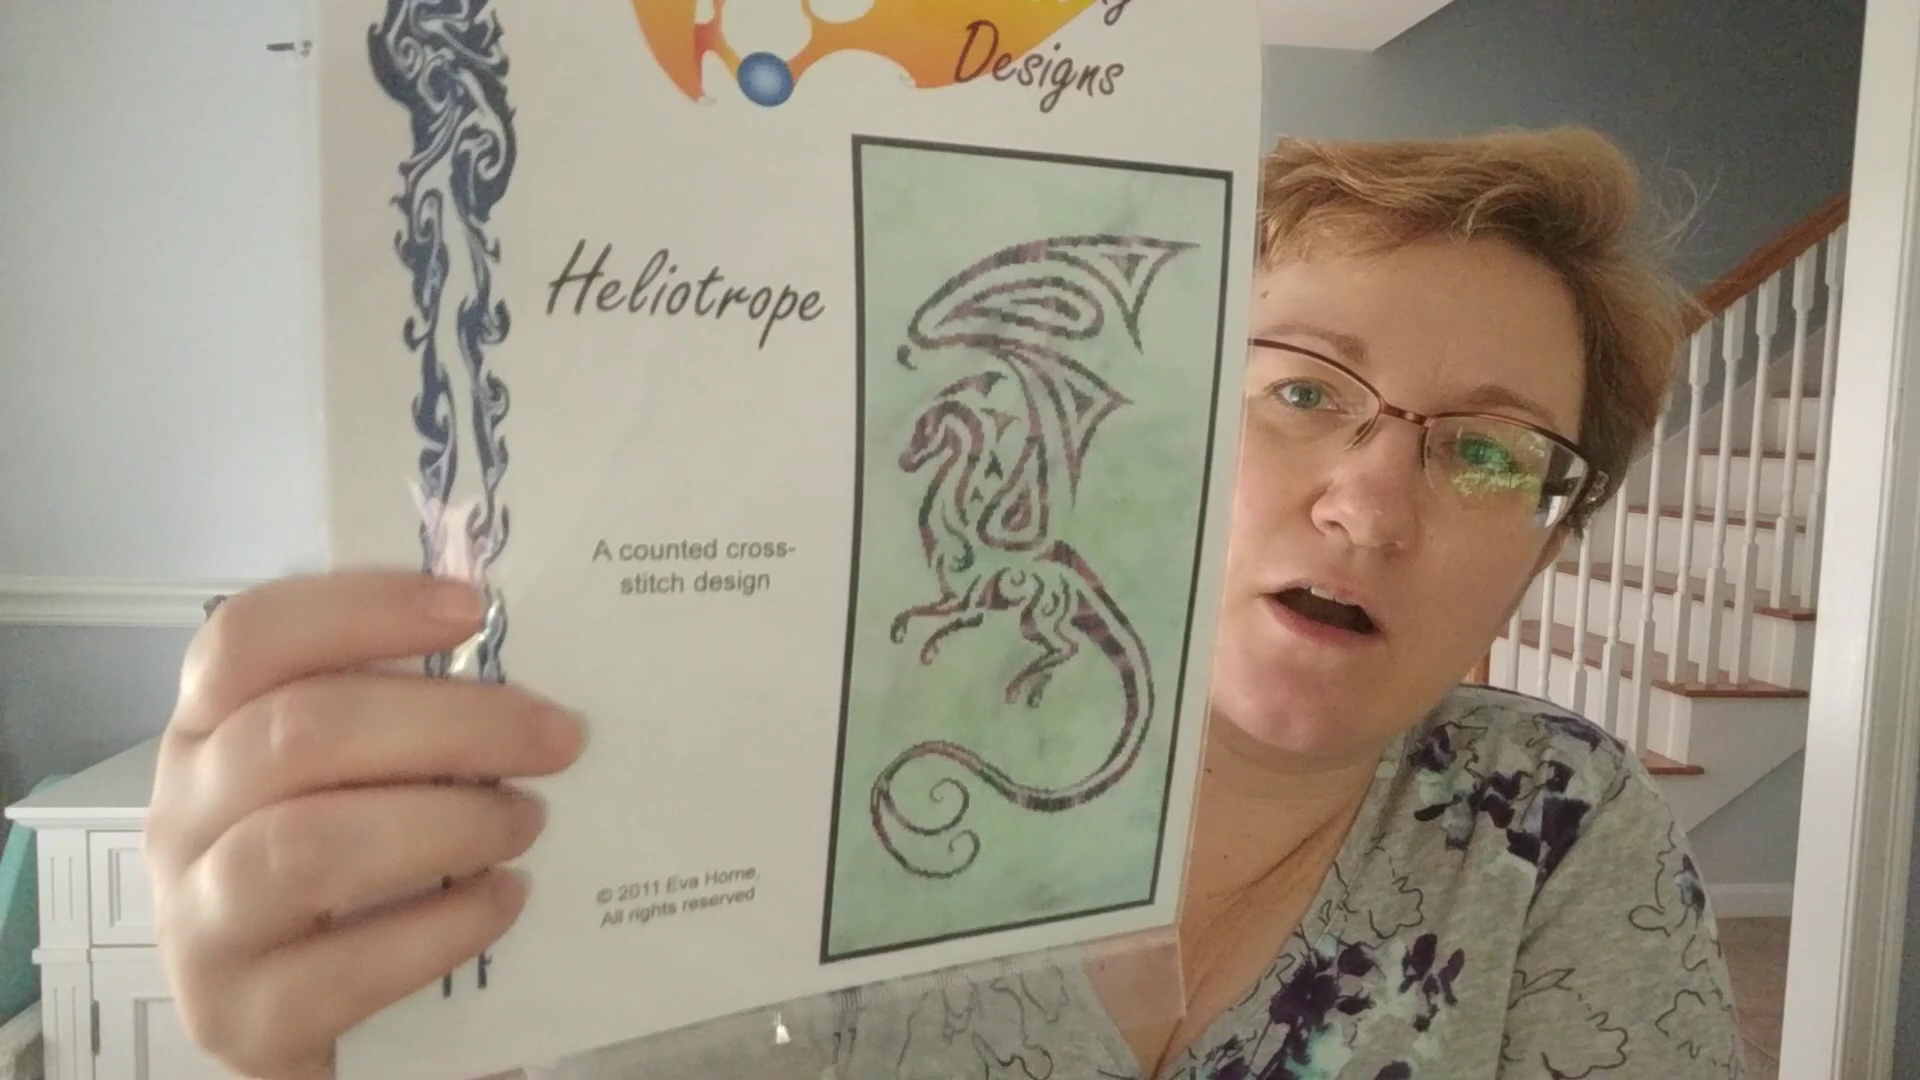 Designs
Heliotrope
A counted cross-
stitch design
© 2011 Eva Horne,
All rights reserved